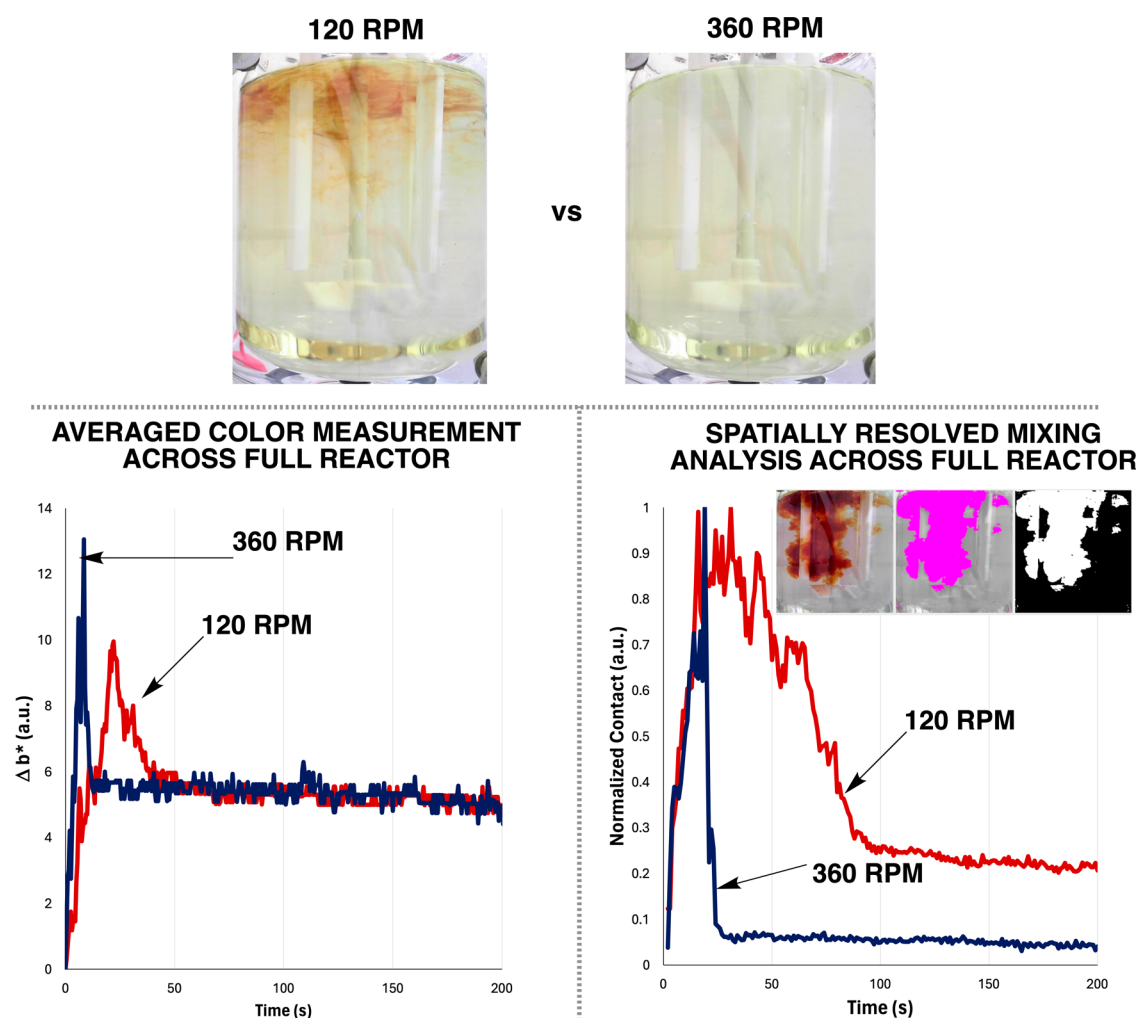 120 RPM
360 RPM
vs
AVERAGED COLOR MEASUREMENT
ACROSS FULL REACTOR
14
12
10
8
6
4
2
0
Δ b* (a.u.)
360 RPM
120 RPM
0
50
100
150
200
Time (s)
SPATIALLY RESOLVED MIXING
ANALYSIS ACROSS FULL REACTOR
1
0.9
0.8
0.7
0.6
0.5
0.4
0.3
0.2
0.1
0
Normalized Contact (a.u.)
120 RPM
360 RPM
0
50
100
150
200
Time (s)